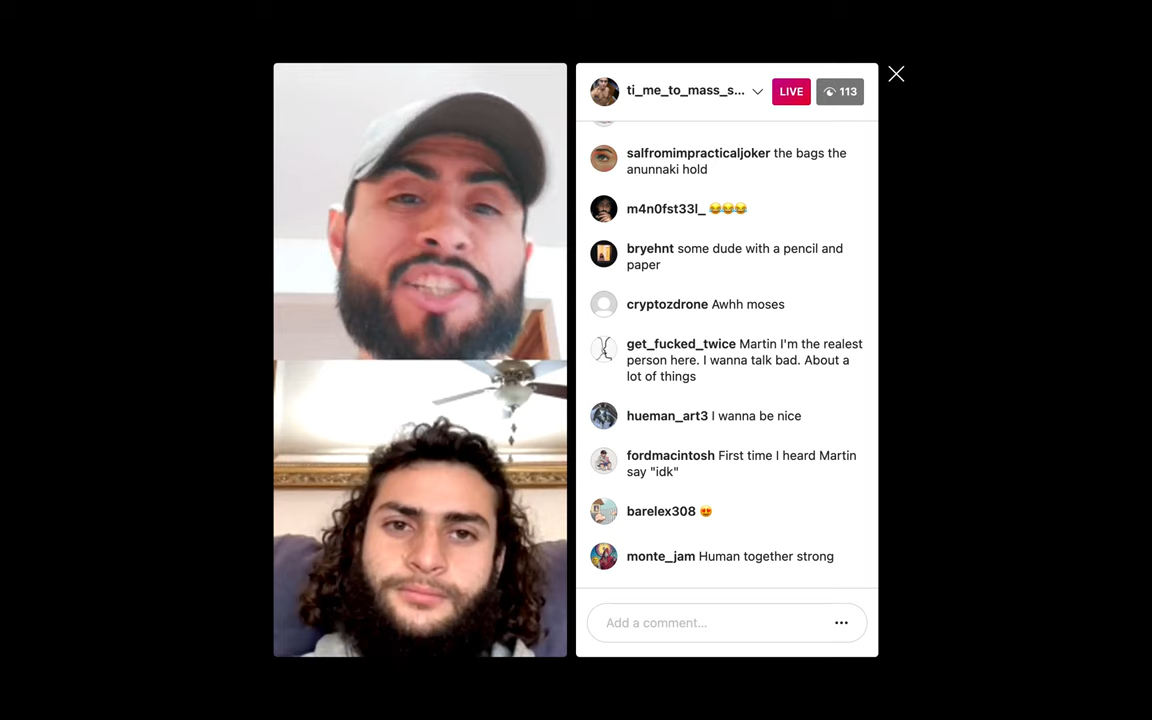 ti_me_to_mass_s...
LIVE
113
salfromimpracticaljoker the bags the
anunnaki hold
m4n0fst33l_ 😂😂😂
bryehnt some dude with a pencil and
paper
cryptozdrone Awhh moses
get_fucked_twice Martin I'm the realest
person here. I wanna talk bad. About a
lot of things
hueman_art3 I wanna be nice
fordmacintosh First time I heard Martin
say "idk"
barelex308 😍
monte_jam Human together strong
Add a comment...